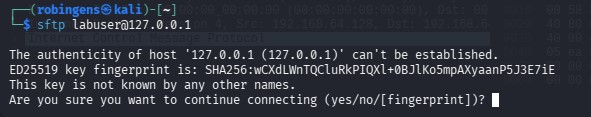 (robingens㉿kali)-[~]
$ sftp labuser@127.0.0.1
The authenticity of host '127.0.0.1 (127.0.0.1)' can't be established.
ED25519 key fingerprint is: SHA256:wCXdLWnTQCluRkPIQXl+0BJlKo5mpAXyaanP5J3E7iE
This key is not known by any other names.
Are you sure you want to continue connecting (yes/no/[fingerprint])?